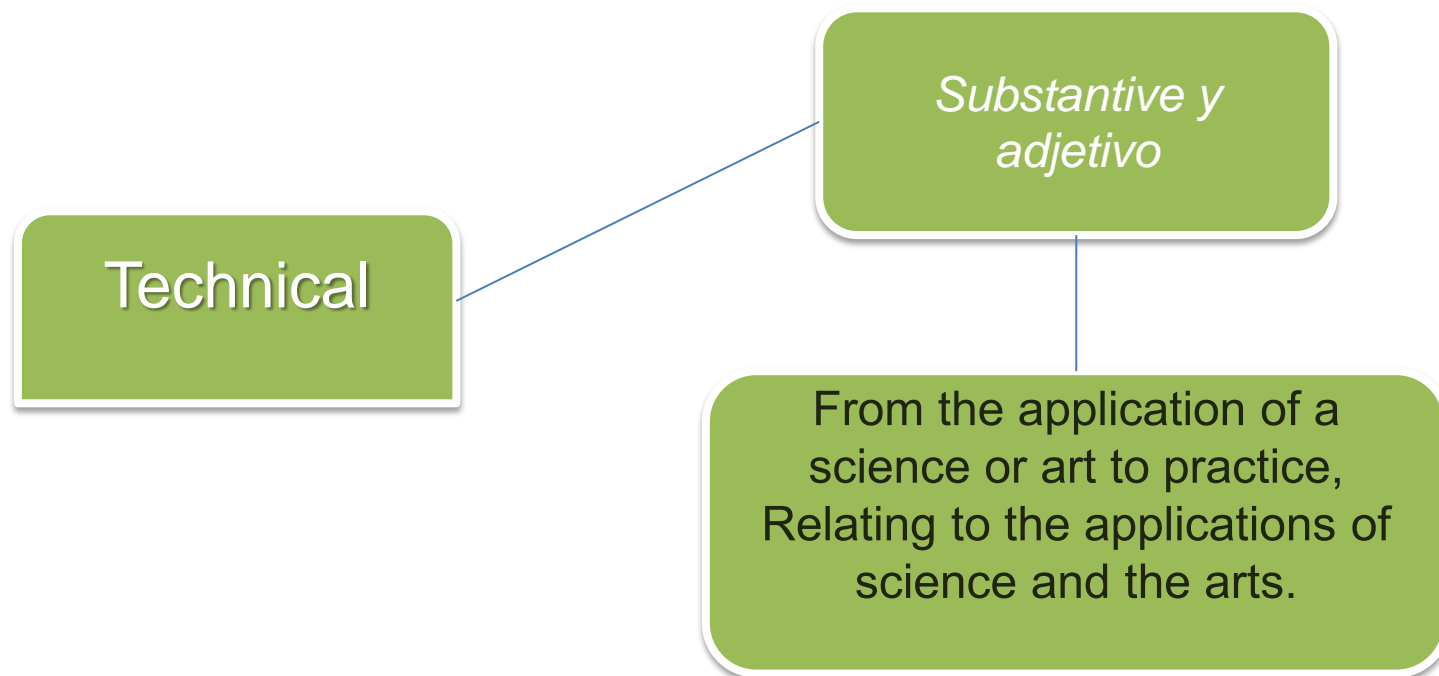 Substantive y
adjetivo
Technical
From the application of a
science or art to practice,
Relating to the applications of
science and the arts.